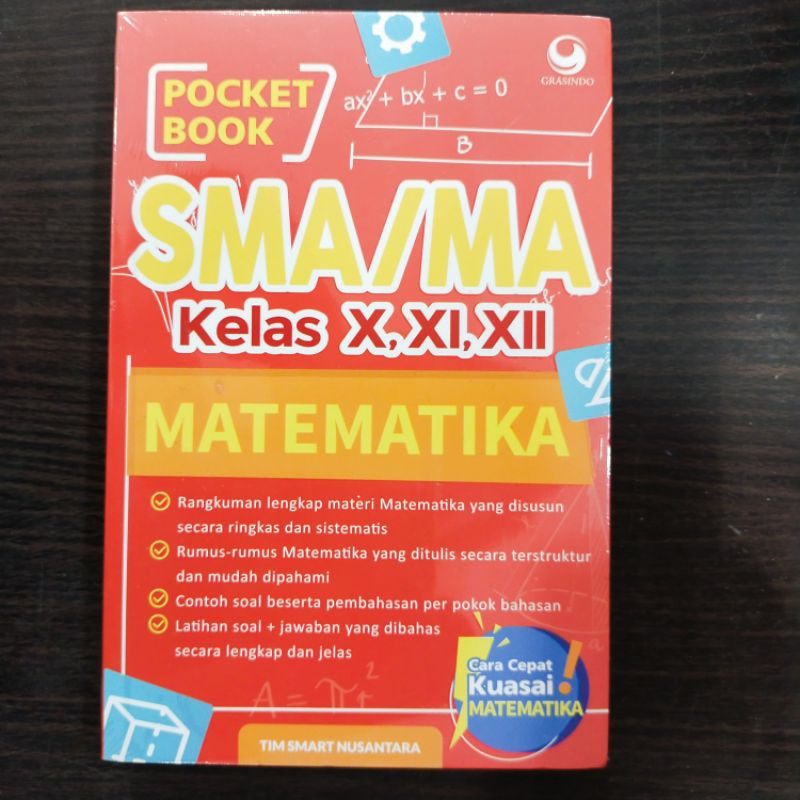 POCKET
BOOK
GRASINDO
ax² + bx + c = 0
B
SMA/MA
Kelas X, XI, XII
MATEMATIKA
Rangkuman lengkap materi Matematika yang disusun
secara ringkas dan sistematis
Rumus-rumus Matematika yang ditulis secara terstruktur
dan mudah dipahami
Contoh soal beserta pembahasan per pokok bahasan
Latihan soal + jawaban yang dibahas
secara lengkap dan jelas
Cara Cepat
Kuasai !
MATEMATIKA
A = πr²
TIM SMART NUSANTARA